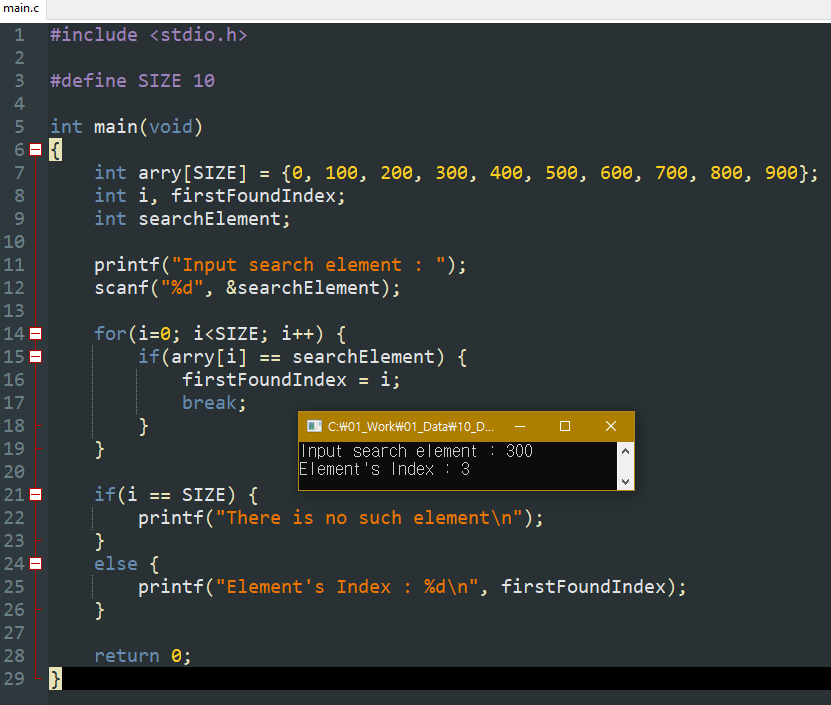 main.c
1 #include <stdio.h>
2
3 #define SIZE 10
4
5 int main(void)
6 {
7 int arry[SIZE] = {0, 100, 200, 300, 400, 500, 600, 700, 800, 900};
8 int i, firstFoundIndex;
9 int searchElement;
10
11 printf("Input search element : ");
12 scanf("%d", &searchElement);
13
14 for(i=0; i<SIZE; i++) {
15 if(arry[i] == searchElement) {
16 firstFoundIndex = i;
17 break;
18 }
19 }
20
21 if(i == SIZE) {
22 printf("There is no such element\n");
23 }
24 else {
25 printf("Element's Index : %d\n", firstFoundIndex);
26 }
27
28 return 0;
29 }
C:₩01_Work₩01_Data₩10_D...
Input search element : 300
Element's Index : 3